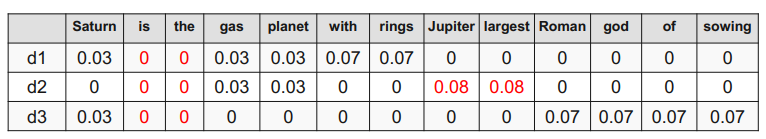 Saturn is the gas planet with rings Jupiter largest Roman god of sowing
d1 0.03 0 0 0.03 0.03 0.07 0.07 0 0 0 0 0 0
d2 0 0 0 0.03 0.03 0 0 0.08 0.08 0 0 0 0
d3 0.03 0 0 0 0 0 0 0 0 0.07 0.07 0.07 0.07